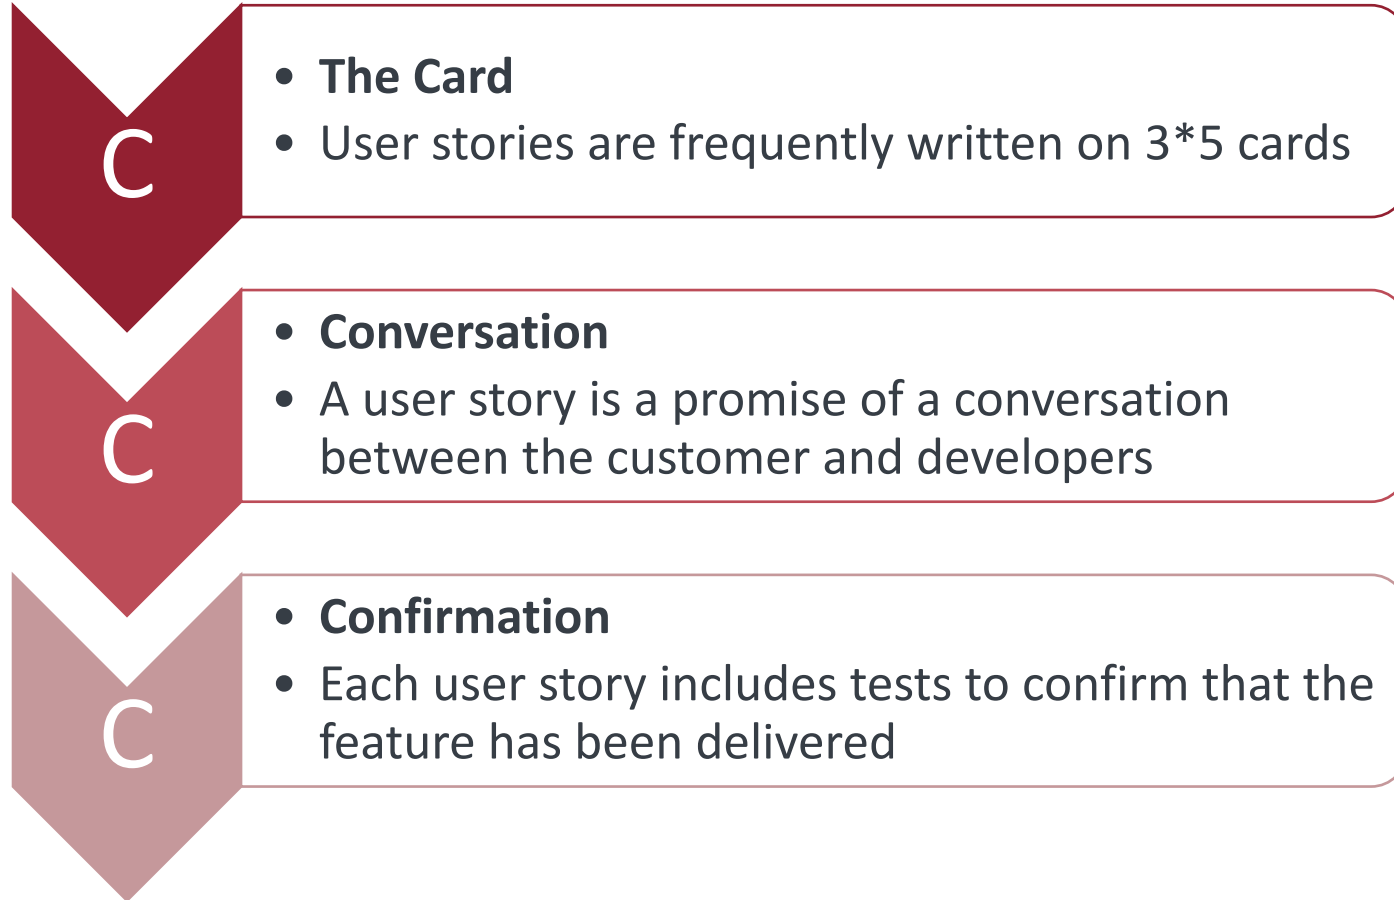 C
• The Card
• User stories are frequently written on 3*5 cards
C
• Conversation
• A user story is a promise of a conversation
between the customer and developers
C
• Confirmation
• Each user story includes tests to confirm that the
feature has been delivered